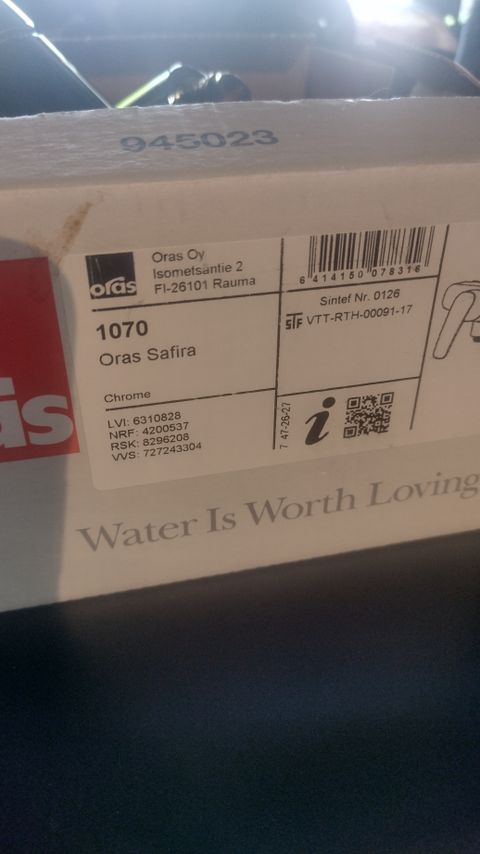 945023
oras
Oras Oy
Isometsäntie 2
FI-26101 Rauma
1070
Oras Safira
Chrome
LVI: 6310828
NRF: 4200537
RSK: 8296208
VVS: 727243304
6 414150 078316
Sintef Nr. 0126
STF VTT-RTH-00091-17
7 47-26-27
i
as
Water Is Worth Loving